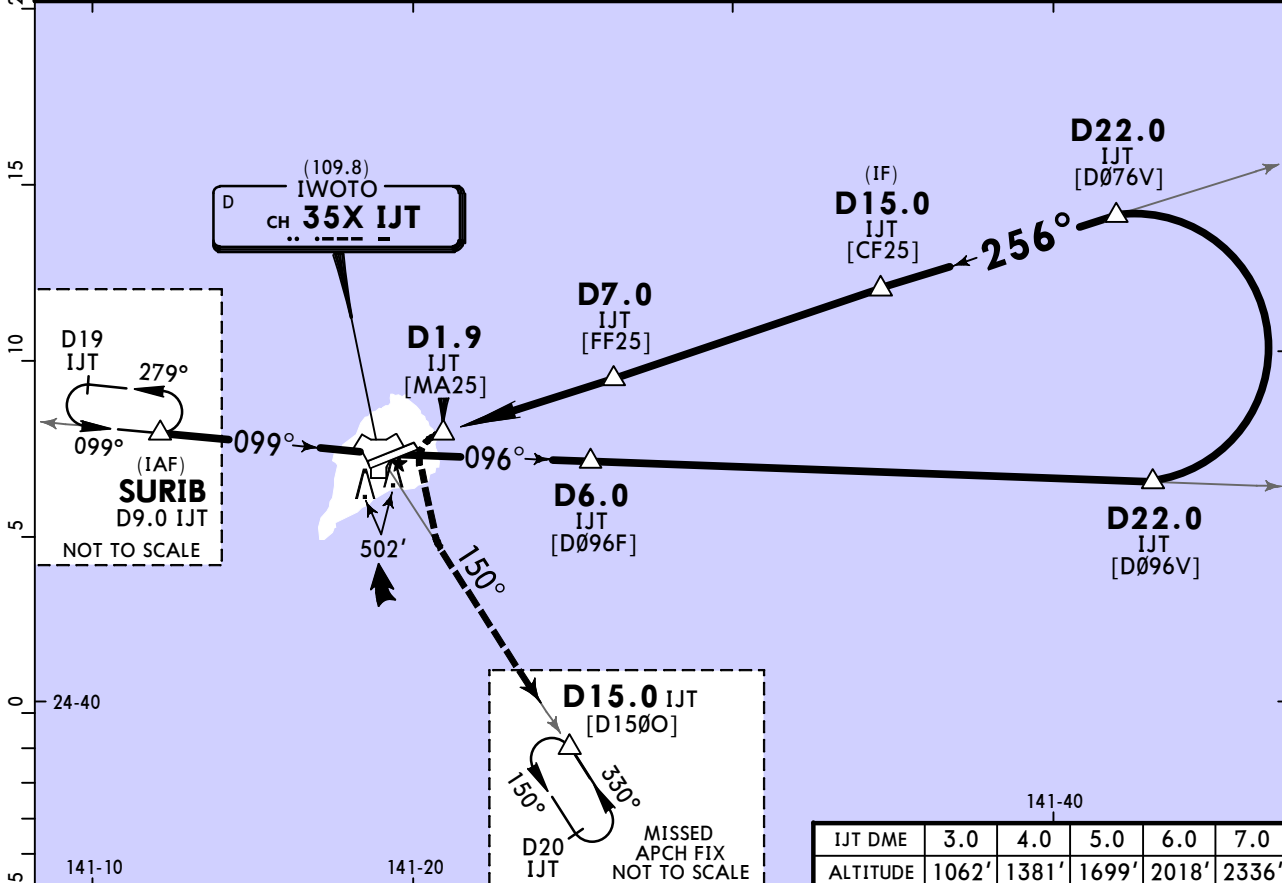 2
15
10
5
0
5
24-40
141-10
141-20
141-40
(109.8)
IWOTO
D
CH 35X IJT
D22.0
IJT
[DØ76V]
256°
(IF)
D15.0
IJT
[CF25]
D7.0
IJT
[FF25]
D1.9
IJT
[MA25]
D19
IJT
279°
099°
(IAF)
SURIB
D9.0 IJT
NOT TO SCALE
099°
096°
D6.0
IJT
[DØ96F]
D22.0
IJT
[DØ96V]
502'
150°
D15.0 IJT
[D15ØO]
150°
330°
D20
IJT
MISSED
APCH FIX
NOT TO SCALE
IJT DME 3.0 4.0 5.0 6.0 7.0
ALTITUDE 1062' 1381' 1699' 2018' 2336'